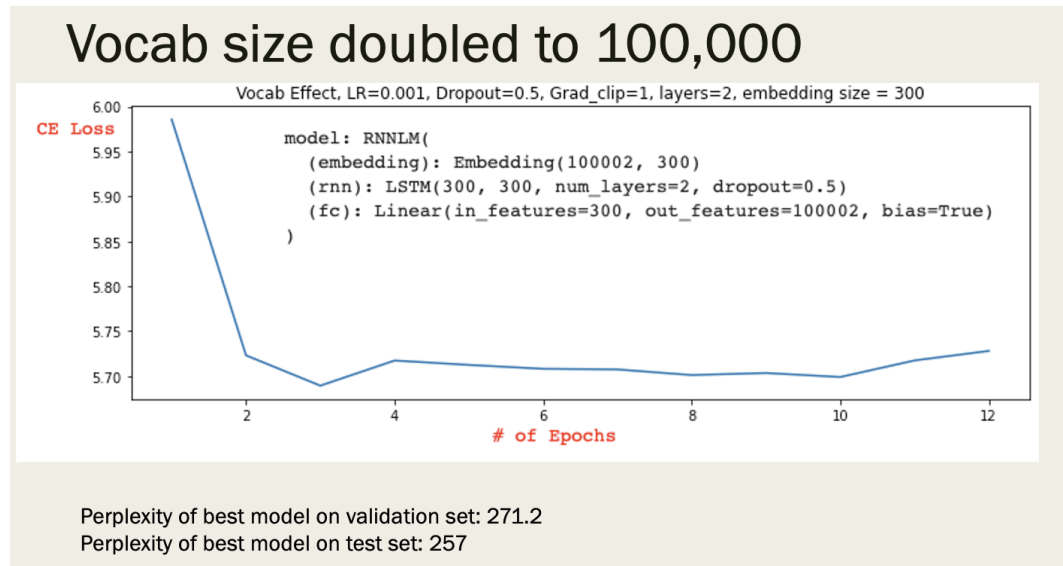 Vocab size doubled to 100,000
Vocab Effect, LR=0.001, Dropout=0.5, Grad_clip=1, layers=2, embedding size = 300
CE Loss
6.00
5.95
5.90
5.85
5.80
5.75
5.70
model: RNNLM(
(embedding): Embedding(100002, 300)
(rnn): LSTM(300, 300, num_layers=2, dropout=0.5)
(fc): Linear(in_features=300, out_features=100002, bias=True)
)
2 4 6 8 10 12
# of Epochs
Perplexity of best model on validation set: 271.2
Perplexity of best model on test set: 257